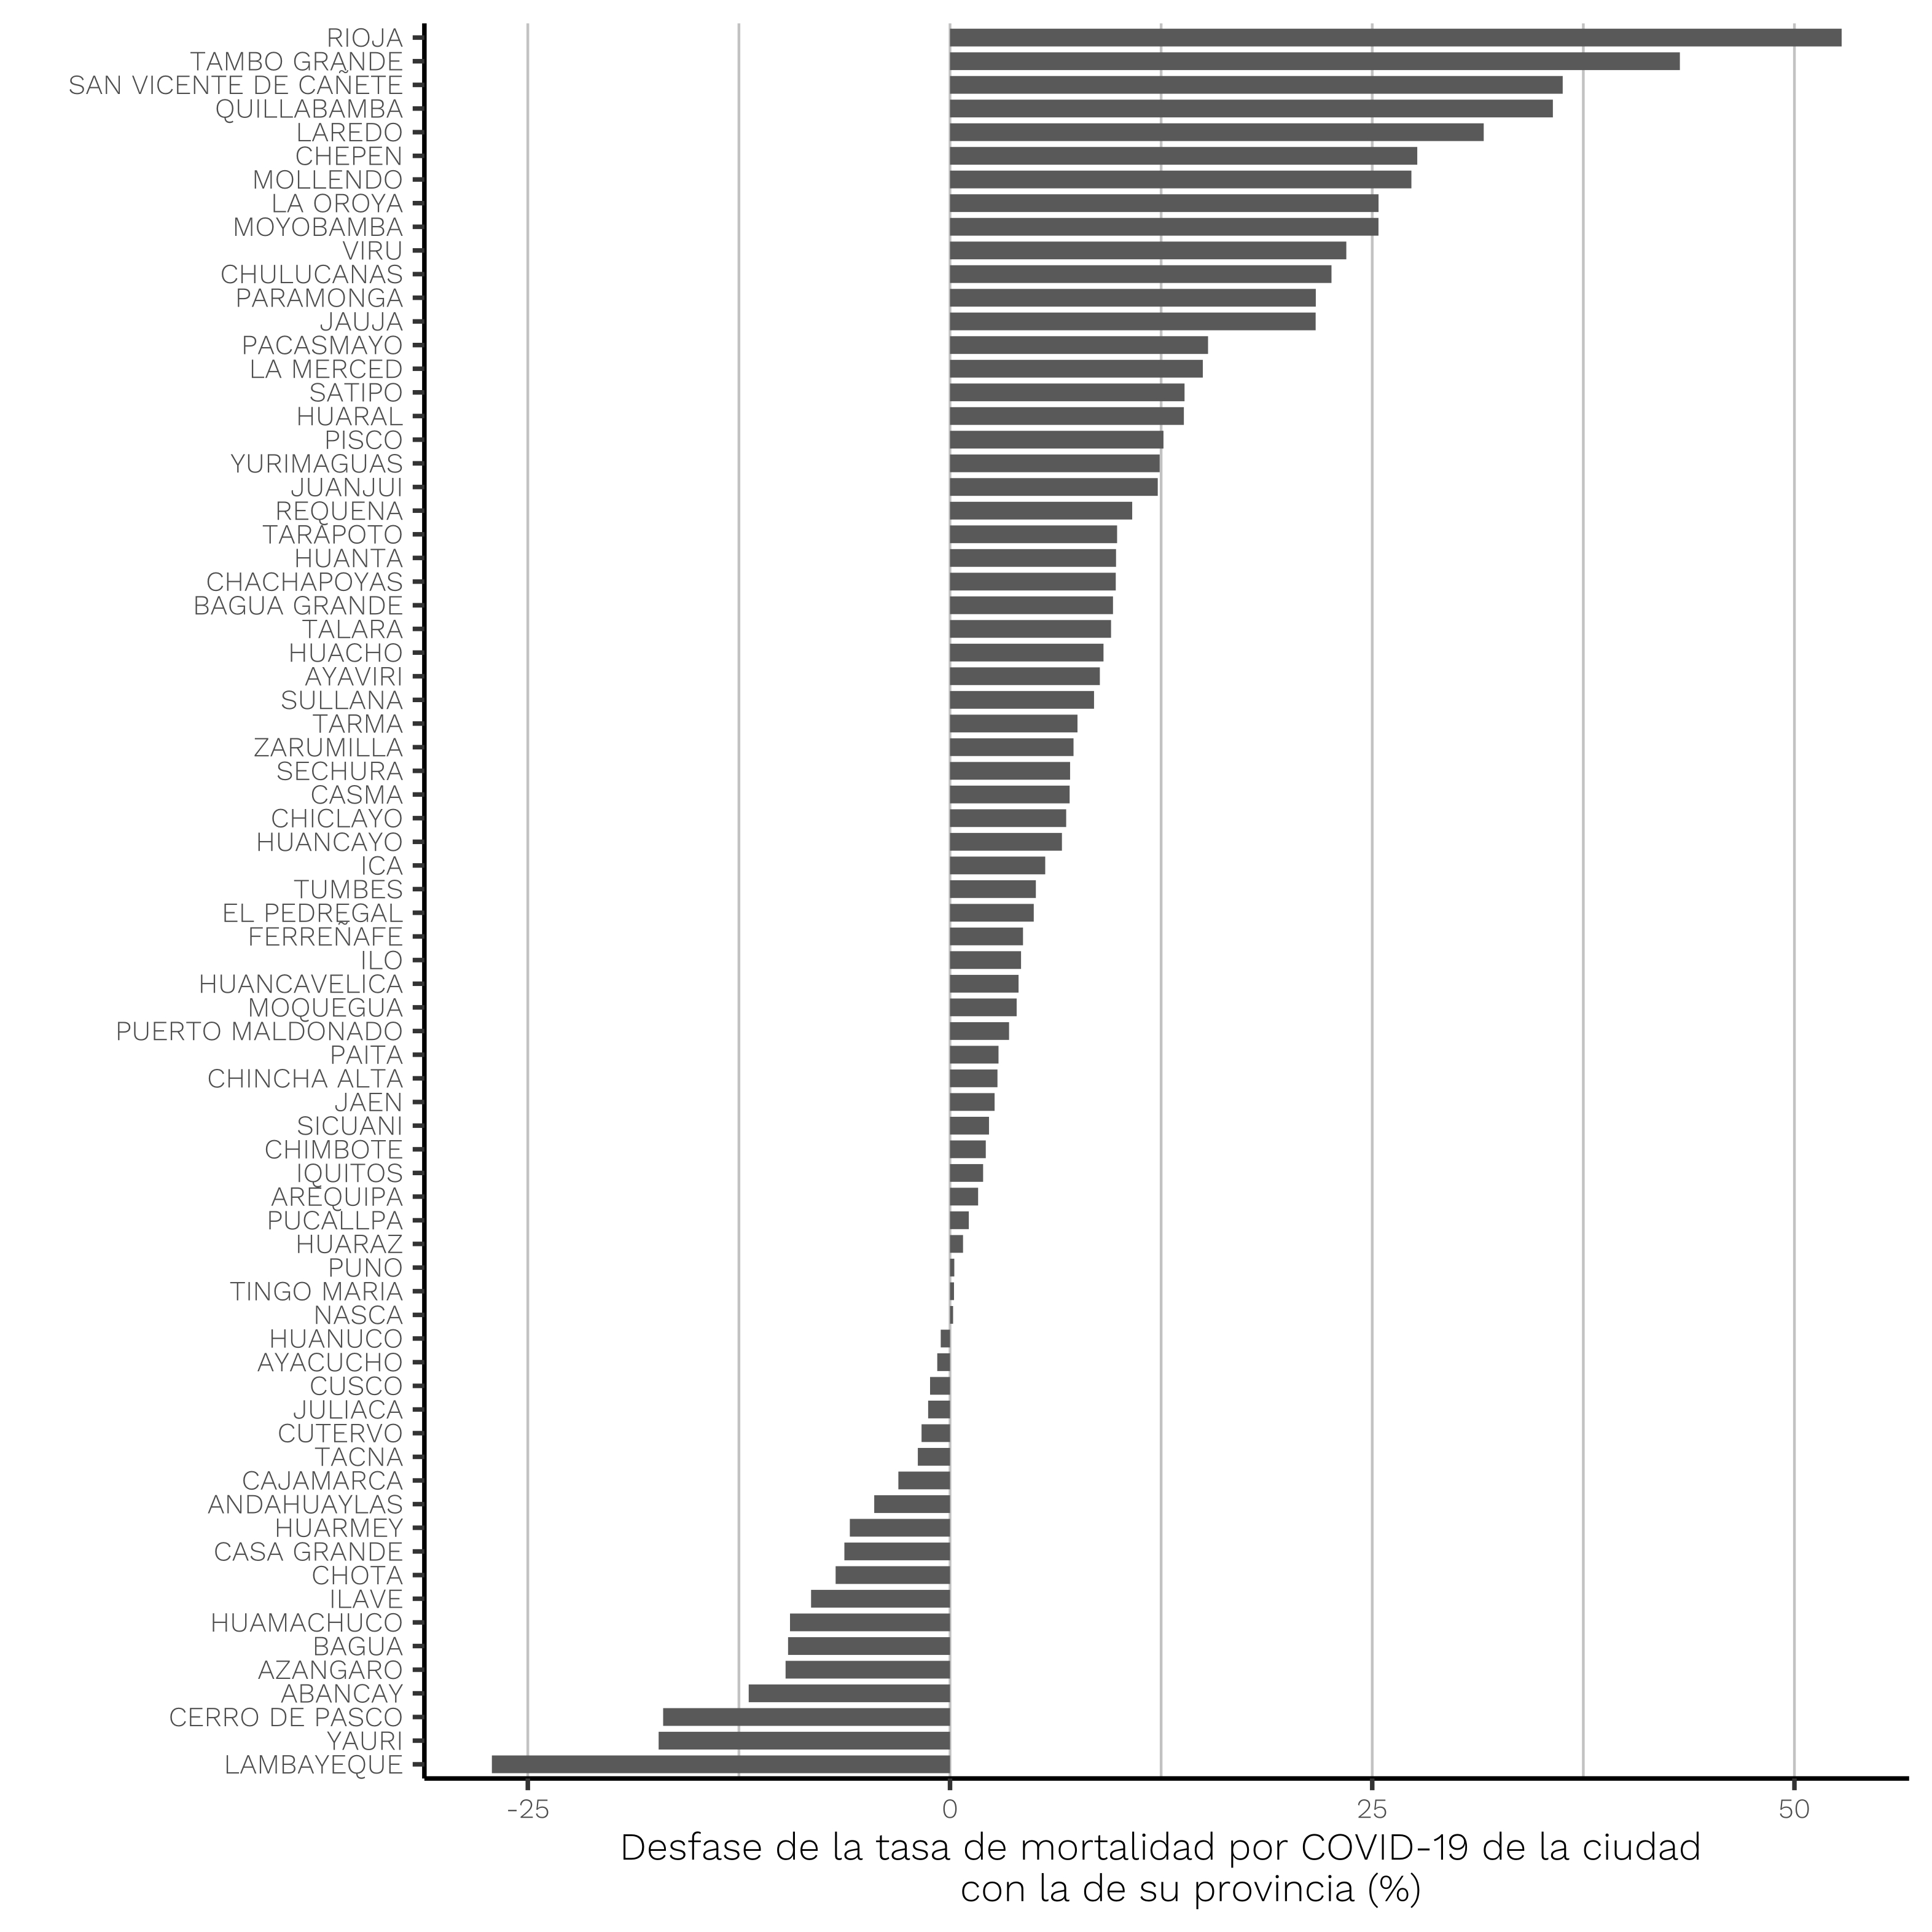 RIOJA
TAMBO GRANDE
SAN VICENTE DE CAÑETE
QUILLABAMBA
LAREDO
CHEPEN
MOLLENDO
LA OROYA
MOYOBAMBA
VIRU
CHULUCANAS
PARAMONGA
JAUJA
PACASMAYO
LA MERCED
SATIPO
HUARAL
PISCO
YURIMAGUAS
JUANJUI
REQUENA
TARAPOTO
HUANTA
CHACHAPOYAS
BAGUA GRANDE
TALARA
HUACHO
AYAVIRI
SULLANA
TARMA
ZARUMILLA
SECHURA
CASMA
CHICLAYO
HUANCAYO
ICA
TUMBES
EL PEDREGAL
FERREÑAFE
ILO
HUANCAVELICA
MOQUEGUA
PUERTO MALDONADO
PAITA
CHINCHA ALTA
JAEN
SICUANI
CHIMBOTE
IQUITOS
AREQUIPA
PUCALLPA
HUARAZ
PUNO
TINGO MARIA
NASCA
HUANUCO
AYACUCHO
CUSCO
JULIACA
CUTERVO
TACNA
CAJAMARCA
ANDAHUAYLAS
HUARMEY
CASA GRANDE
CHOTA
ILAVE
HUAMACHUCO
BAGUA
AZANGARO
ABANCAY
CERRO DE PASCO
YAURI
LAMBAYEQUE
-25 0 25 50
Desfase de la tasa de mortalidad por COVID-19 de la ciudad
con la de su provincia (%)